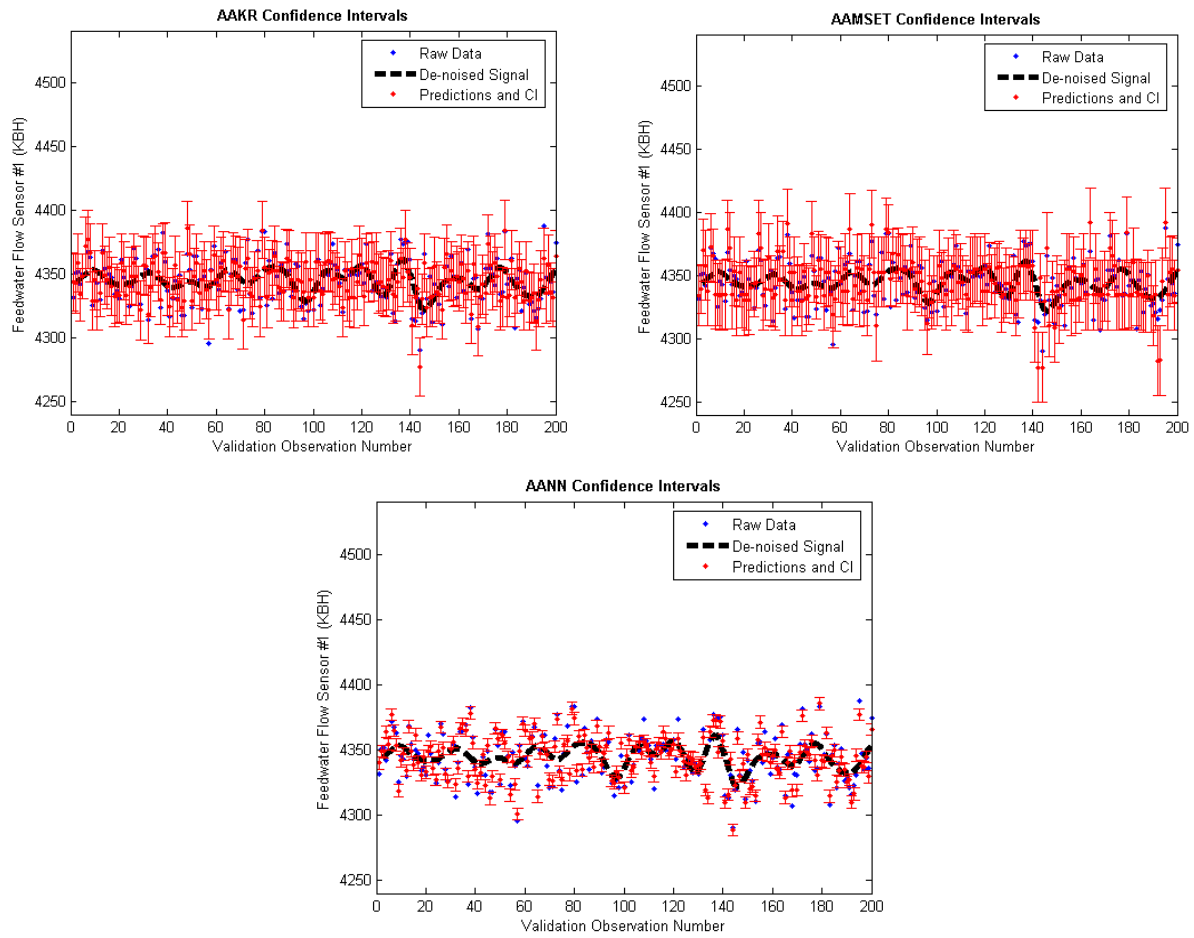 AAKR Confidence Intervals
Raw Data
De-noised Signal
Predictions and CI
4500
4450
4400
4350
4300
4250
Feedwater Flow Sensor #1 (KBH)
0 20 40 60 80 100 120 140 160 180 200
Validation Observation Number
AAMSET Confidence Intervals
Raw Data
De-noised Signal
Predictions and CI
4500
4450
4400
4350
4300
4250
Feedwater Flow Sensor #1 (KBH)
0 20 40 60 80 100 120 140 160 180 200
Validation Observation Number
AANN Confidence Intervals
Raw Data
De-noised Signal
Predictions and CI
4500
4450
4400
4350
4300
4250
Feedwater Flow Sensor #1 (KBH)
0 20 40 60 80 100 120 140 160 180 200
Validation Observation Number